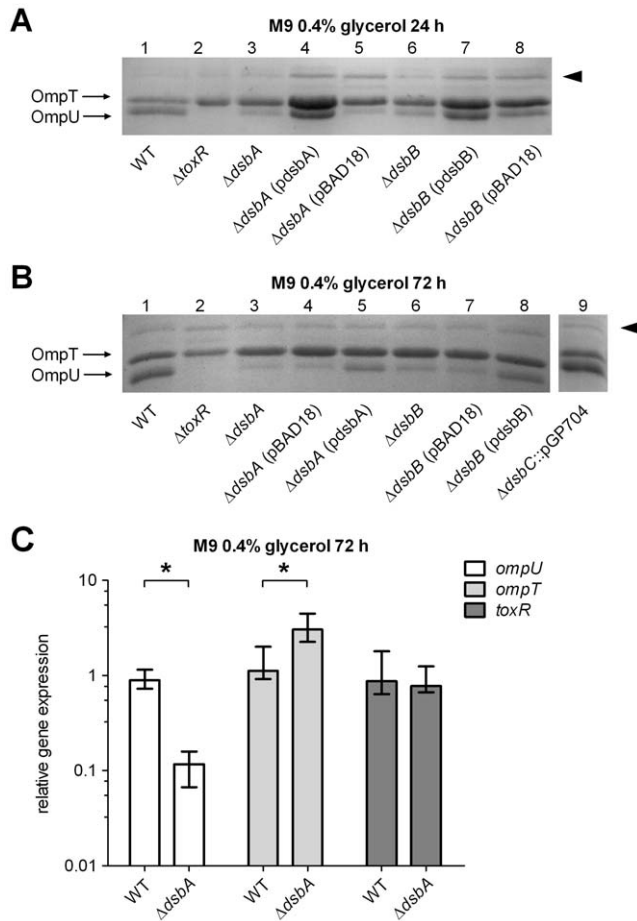 A
M9 0.4% glycerol 24 h
1 2 3 4 5 6 7 8
OmpT
OmpU
WT
ΔtoxR
ΔdsbA
ΔdsbA (pdsbA)
ΔdsbA (pBAD18)
ΔdsbB
ΔdsbB (pdsbB)
ΔdsbB (pBAD18)
B
M9 0.4% glycerol 72 h
1 2 3 4 5 6 7 8 9
OmpT
OmpU
WT
ΔtoxR
ΔdsbA
ΔdsbA (pBAD18)
ΔdsbA (pdsbA)
ΔdsbB
ΔdsbB (pBAD18)
ΔdsbB (pdsbB)
ΔdsbC::pGP704
C
M9 0.4% glycerol 72 h
* *
ompU
ompT
toxR
relative gene expression
10
1
0.1
0.01
WT
ΔdsbA
WT
ΔdsbA
WT
ΔdsbA